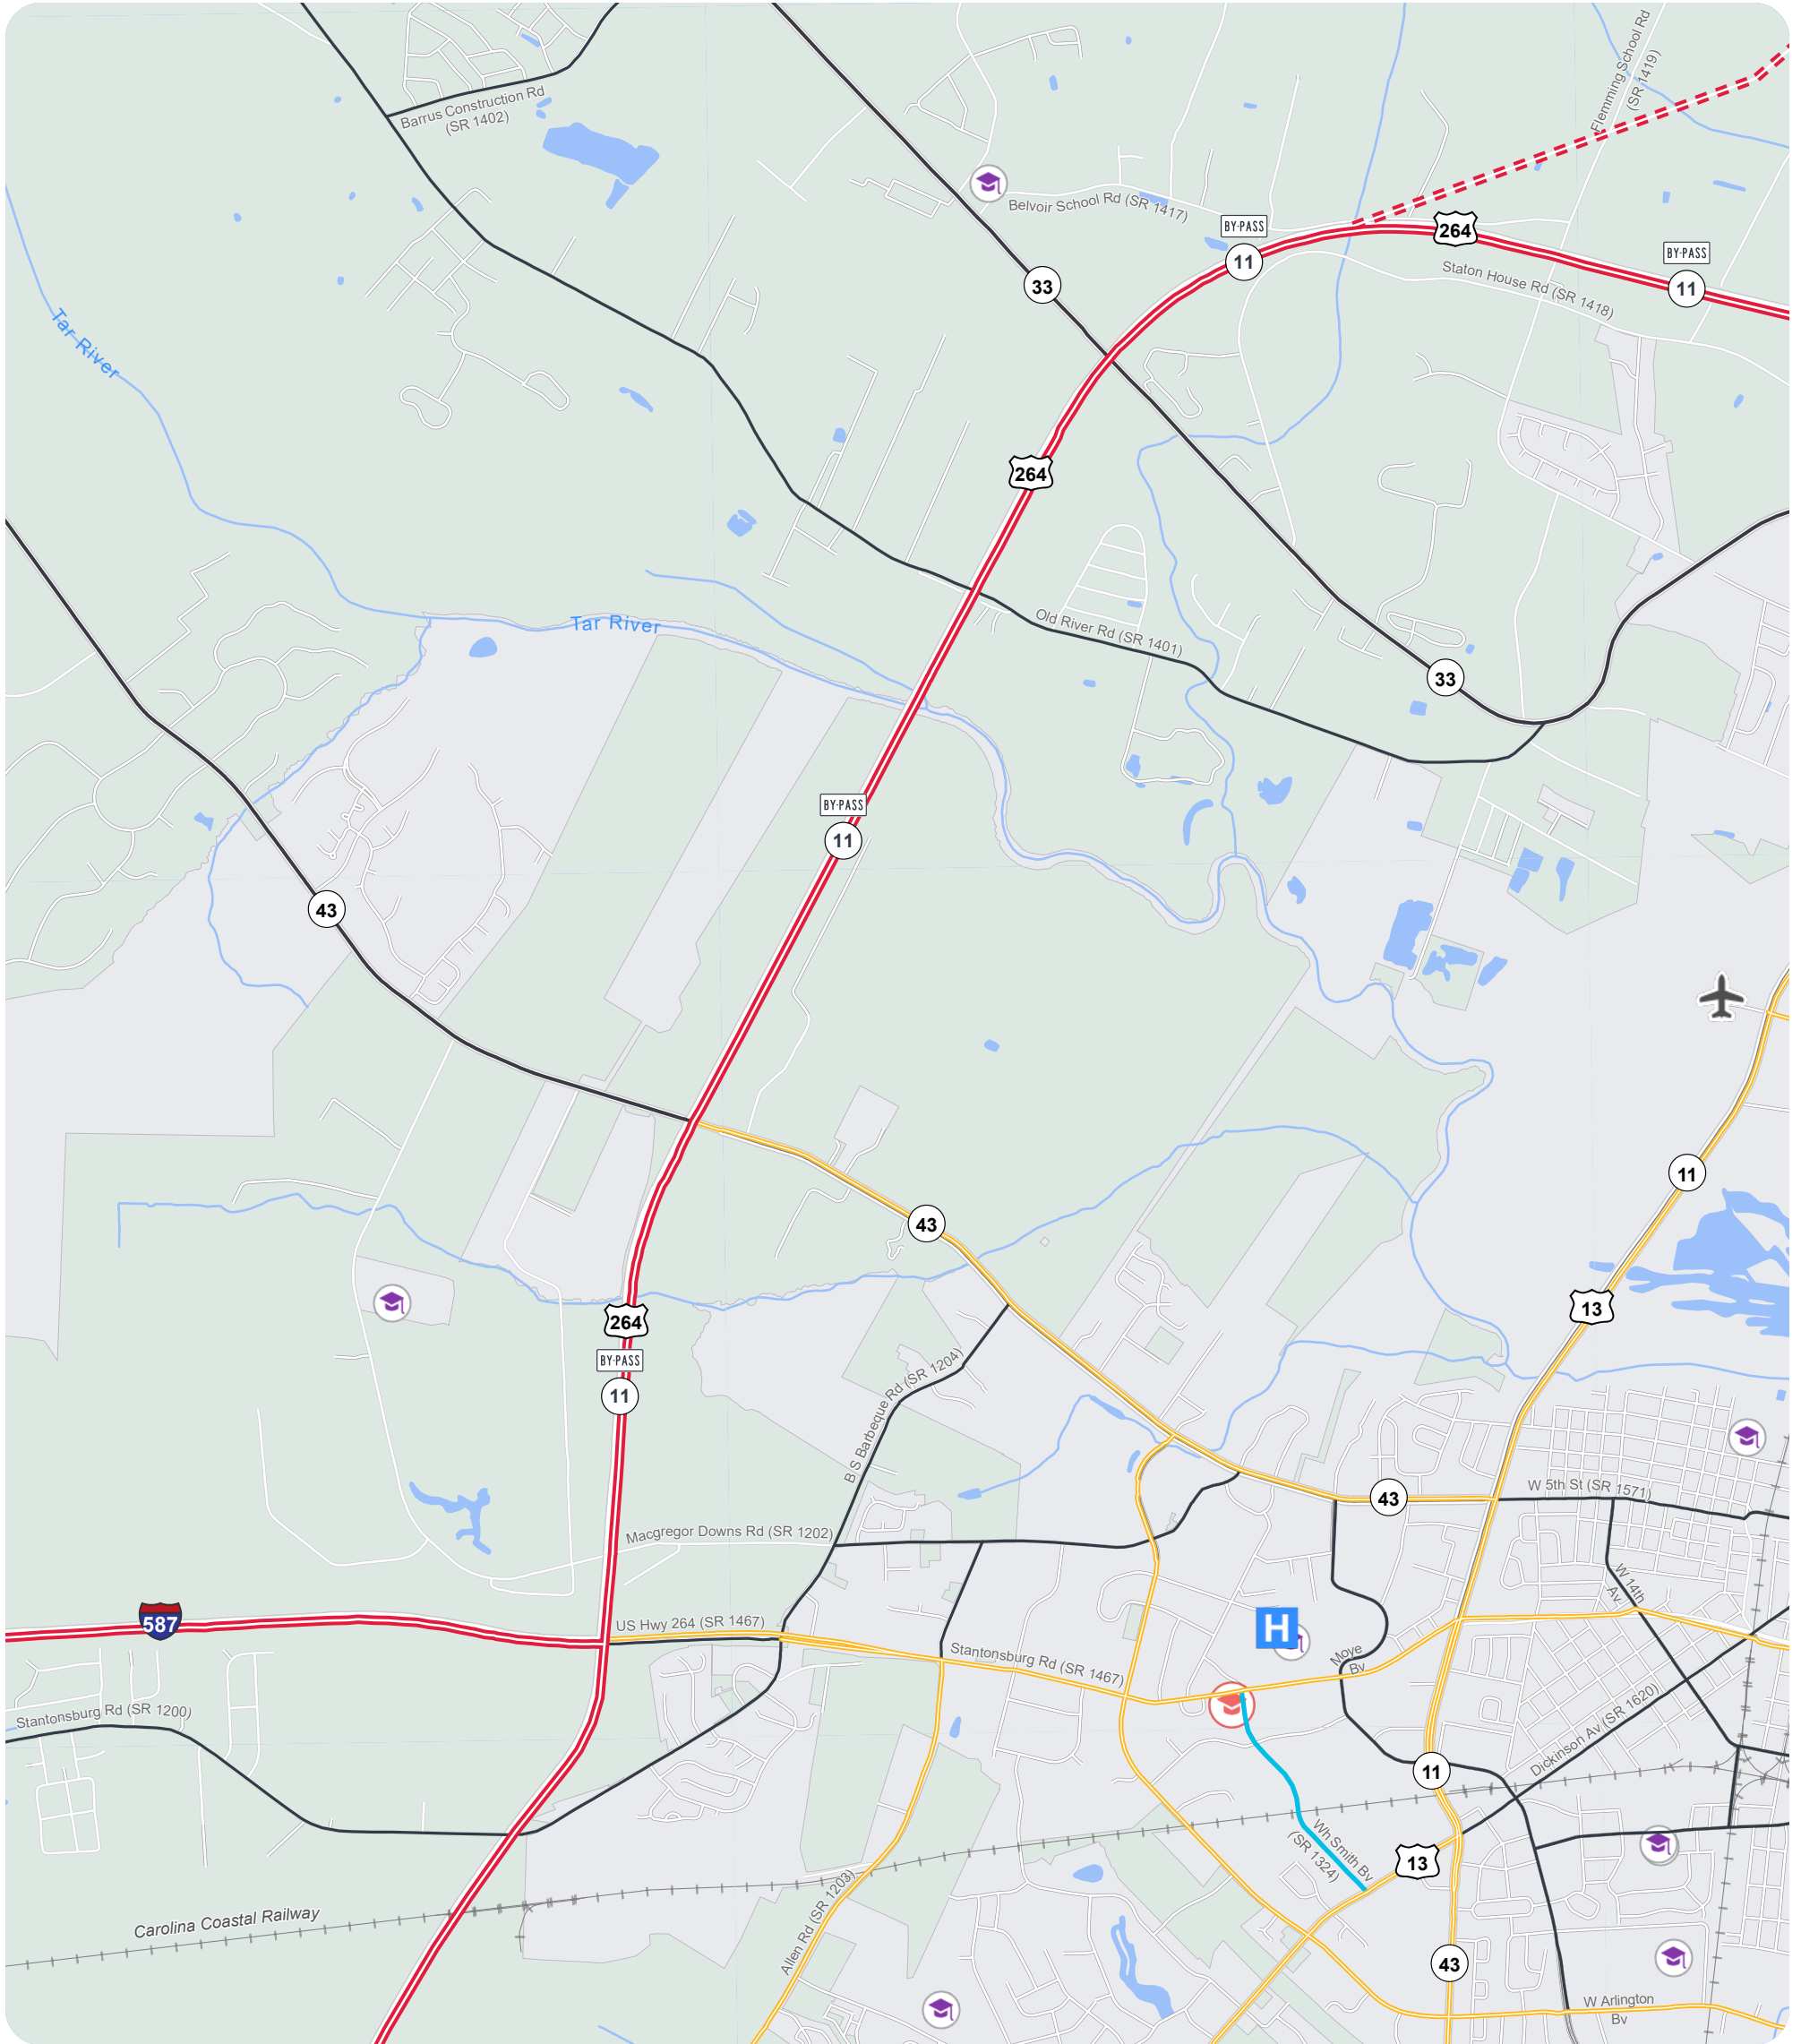 Flemming School Rd
(SR 1419)
Barrus Construction Rd
(SR 1402)
Belvoir School Rd (SR 1417)
BY-PASS
11
264
BY-PASS
11
Staton House Rd (SR 1418)
33
Tar River
264
Tar River
Old River Rd (SR 1401)
33
BY-PASS
11
43
11
43
13
264
BY-PASS
11
B S Barbeque Rd (SR 1204)
43
W 5th St (SR 1571)
Macgregor Downs Rd (SR 1202)
W 14th
Av
587
US Hwy 264 (SR 1467)
H
Stantonsburg Rd (SR 1467)
Moye
Bv
Stantonsburg Rd (SR 1200)
Dickinson Av (SR 1620)
11
Wh Smith Bv
(SR 1324)
13
Allen Rd (SR 1203)
Carolina Coastal Railway
43
W Arlington
Bv